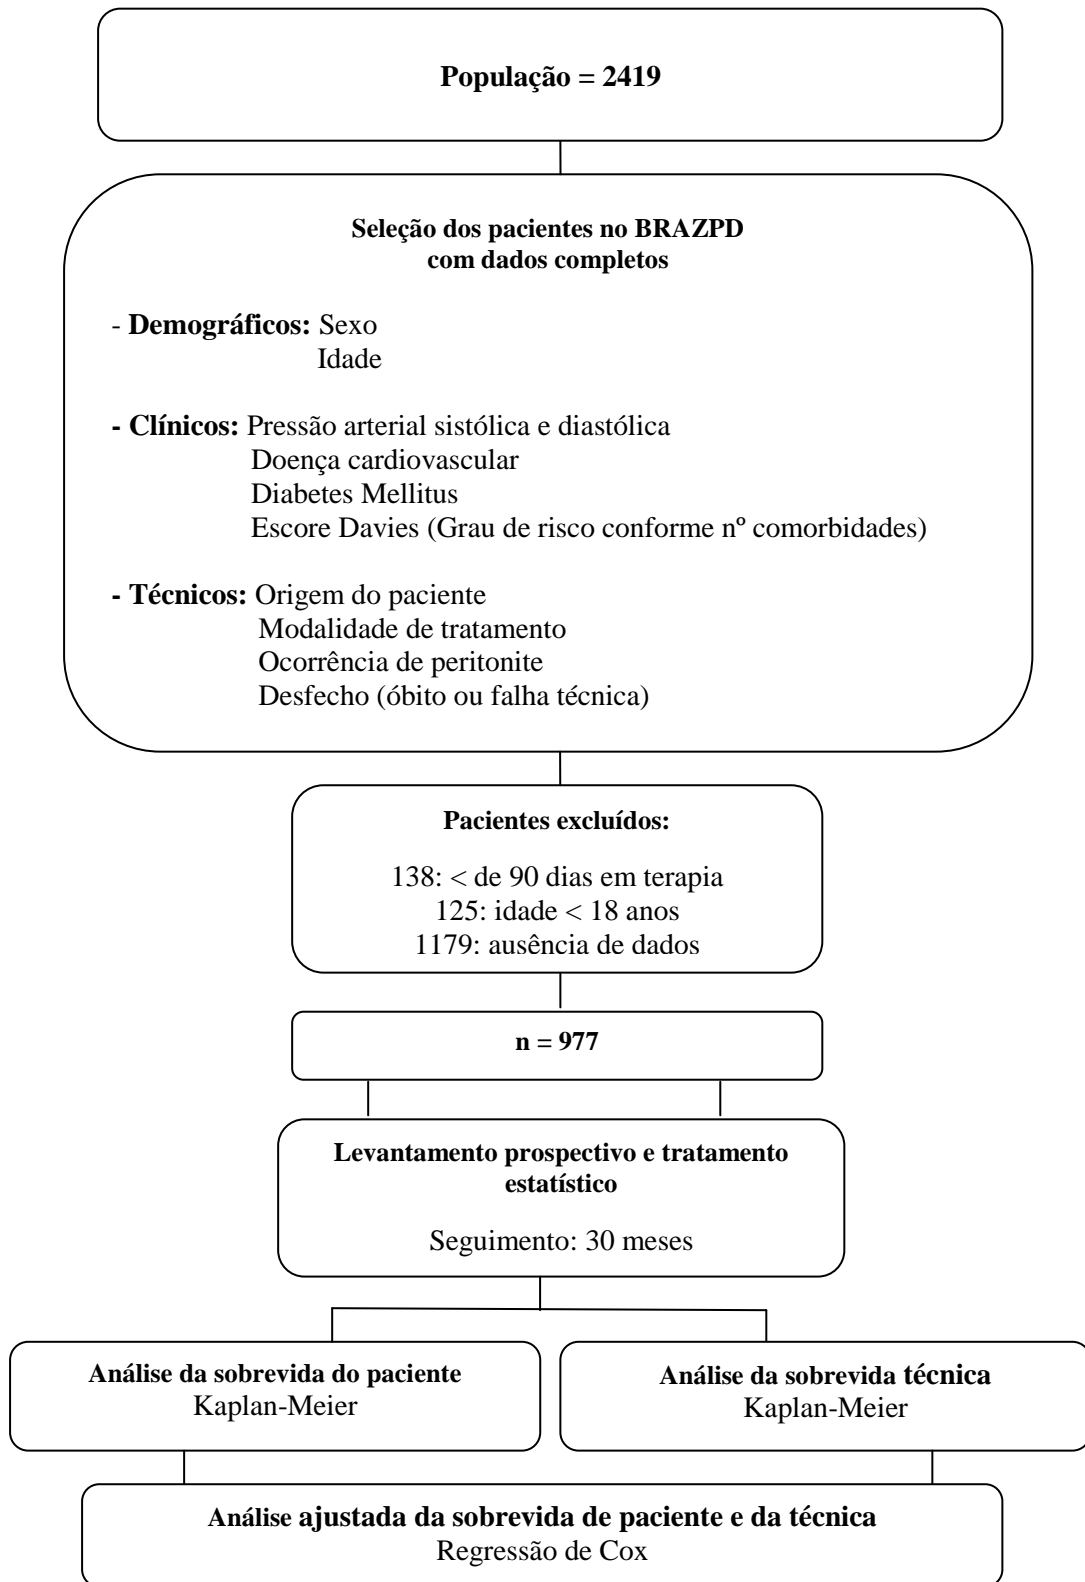 População = 2419
Seleção dos pacientes no BRAZPD
com dados completos
- Demográficos: Sexo
Idade
- Clínicos: Pressão arterial sistólica e diastólica
Doença cardiovascular
Diabetes Mellitus
Escore Davies (Grau de risco conforme nº comorbidades)
- Técnicos: Origem do paciente
Modalidade de tratamento
Ocorrência de peritonite
Desfecho (óbito ou falha técnica)
Pacientes excluídos:
138: < de 90 dias em terapia
125: idade < 18 anos
1179: ausência de dados
n = 977
Levantamento prospectivo e tratamento
estatístico
Seguimento: 30 meses
Análise da sobrevida do paciente
Kaplan-Meier
Análise da sobrevida técnica
Kaplan-Meier
Análise ajustada da sobrevida de paciente e da técnica
Regressão de Cox